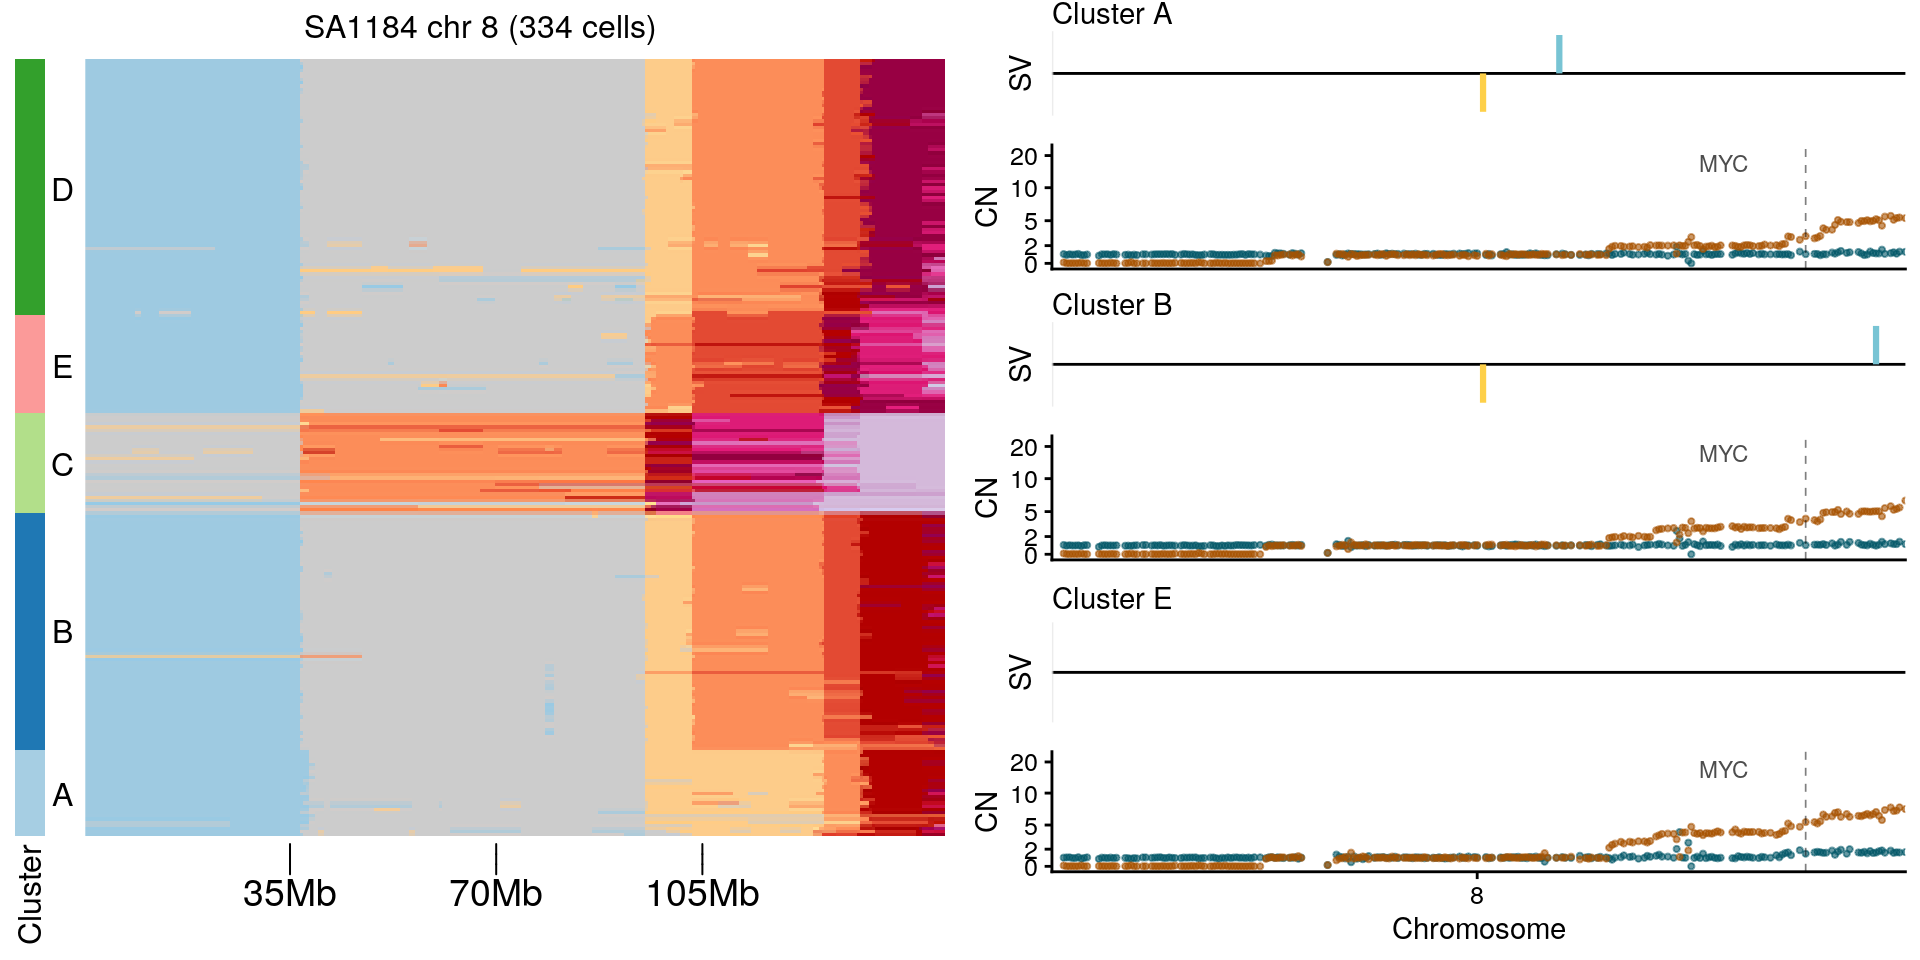 SA1184 chr 8 (334 cells)
D
E
C
B
A
Cluster
35Mb
70Mb
105Mb
Cluster A
SV
CN
20
10
5
2
0
MYC
Cluster B
SV
CN
20
10
5
2
0
MYC
Cluster E
SV
CN
20
10
5
2
0
MYC
8
Chromosome